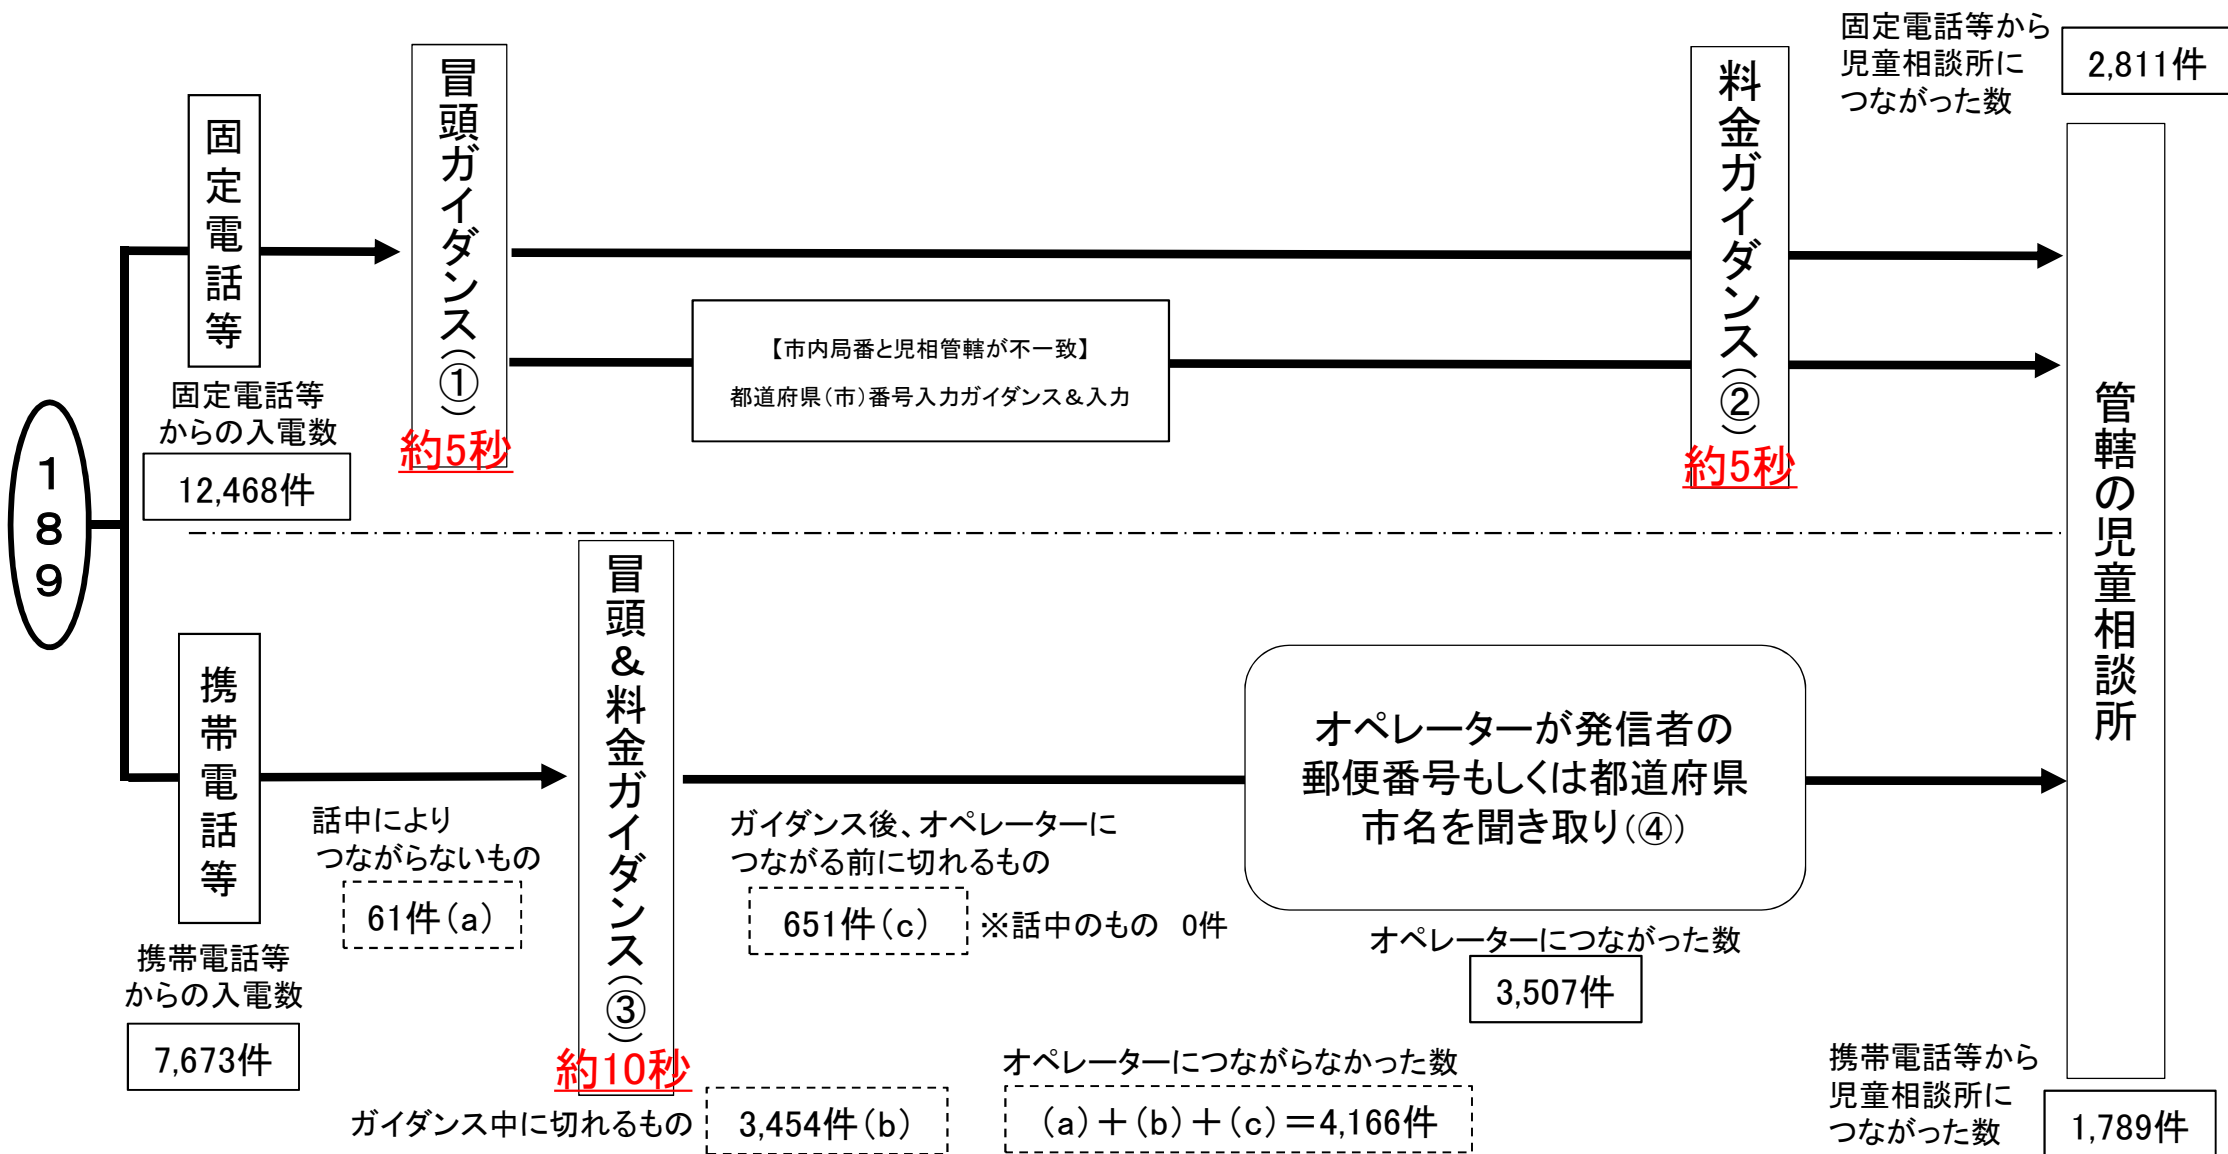 189
固定電話等
固定電話等
からの入電数
12,468件
冒頭ガイダンス(①)
約5秒
【市内局番と児相管轄が不一致】
都道府県(市)番号入力ガイダンス&入力
料金ガイダンス(②)
約5秒
固定電話等から
児童相談所に
つながった数
2,811件
管轄の児童相談所
携帯電話等
携帯電話等
からの入電数
7,673件
話中により
つながらないもの
61件(a)
冒頭&料金ガイダンス(③)
約10秒
ガイダンス中に切れるもの
3,454件(b)
ガイダンス後、オペレーターに
つながる前に切れるもの
651件(c)
※話中のもの 0件
オペレーターにつながらなかった数
(a)+(b)+(c)=4,166件
オペレーターが発信者の
郵便番号もしくは都道府県
市名を聞き取り(④)
オペレーターにつながった数
3,507件
携帯電話等から
児童相談所に
つながった数
1,789件